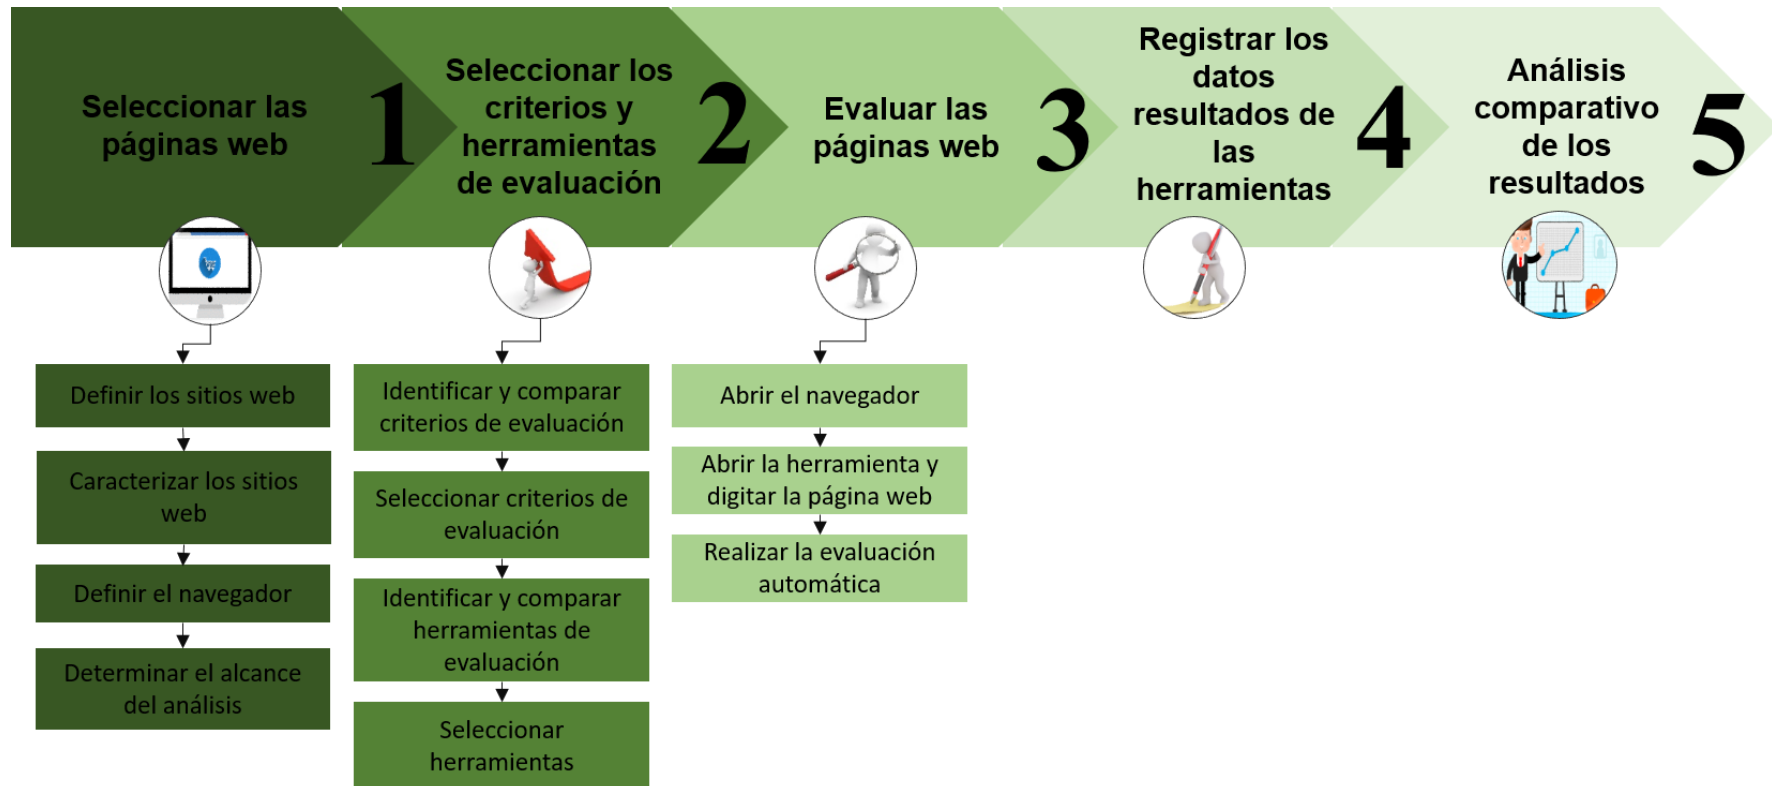 Seleccionar las
páginas web
1
Seleccionar los
criterios y
herramientas
de evaluación
2
Evaluar las
páginas web
3
Registrar los
datos
resultados de
las
herramientas
4
Análisis
comparativo
de los
resultados
5
Definir los sitios web
Caracterizar los sitios
web
Definir el navegador
Determinar el alcance
del análisis
Identificar y comparar
criterios de evaluación
Seleccionar criterios de
evaluación
Identificar y comparar
herramientas de
evaluación
Seleccionar
herramientas
Abrir el navegador
Abrir la herramienta y
digitar la página web
Realizar la evaluación
automática